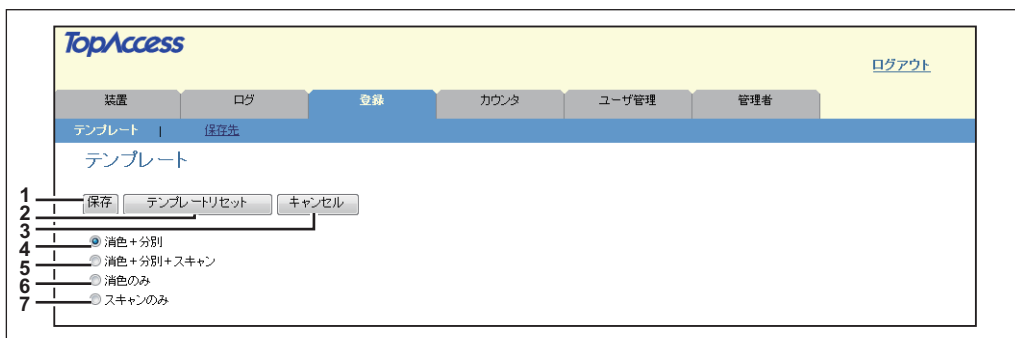 TopAccess
ログアウト
装置 ログ 登録 カウンタ ユーザ管理 管理者
テンプレート | 保存先
テンプレート
1 保存 テンプレートリセット キャンセル
2
3
4 消色+分別
5 消色+分別+スキャン
6 消色のみ
7 スキャンのみ